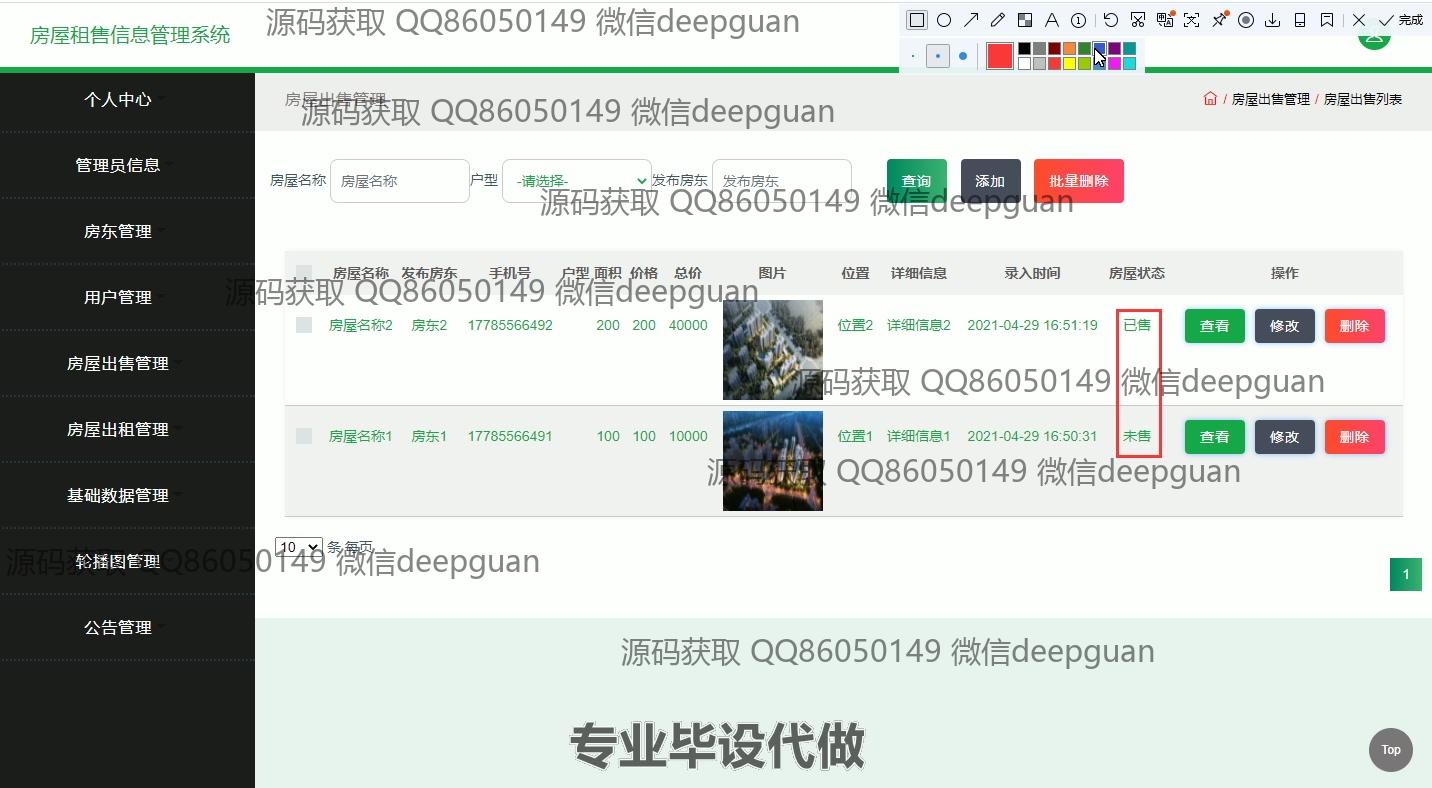 房屋租售信息管理系统
源码获取 QQ86050149 微信deepguan
完成
个人中心
管理员信息
房东管理
用户管理
房屋出售管理
房屋出租管理
基础数据管理
轮播图管理
公告管理
房屋出售管理
源码获取 QQ86050149 微信deepguan
/ 房屋出售管理 / 房屋出售列表
房屋名称 房屋名称 户型 -请选择- 发布房东 发布房东 查询 添加 批量删除
源码获取 QQ86050149 微信deepguan
房屋名称 发布房东 手机号 户型 面积 价格 总价 图片 位置 详细信息 录入时间 房屋状态 操作
源码获取 QQ86050149 微信deepguan
房屋名称2 房东2 17785566492 200 200 40000 位置2 详细信息2 2021-04-29 16:51:19 已售 查看 修改 删除
源码获取 QQ86050149 微信deepguan
房屋名称1 房东1 17785566491 100 100 10000 位置1 详细信息1 2021-04-29 16:50:31 未售 查看 修改 删除
源码获取 QQ86050149 微信deepguan
10 条 每页
源码获取 QQ86050149 微信deepguan
1
源码获取 QQ86050149 微信deepguan
专业毕设代做
Top